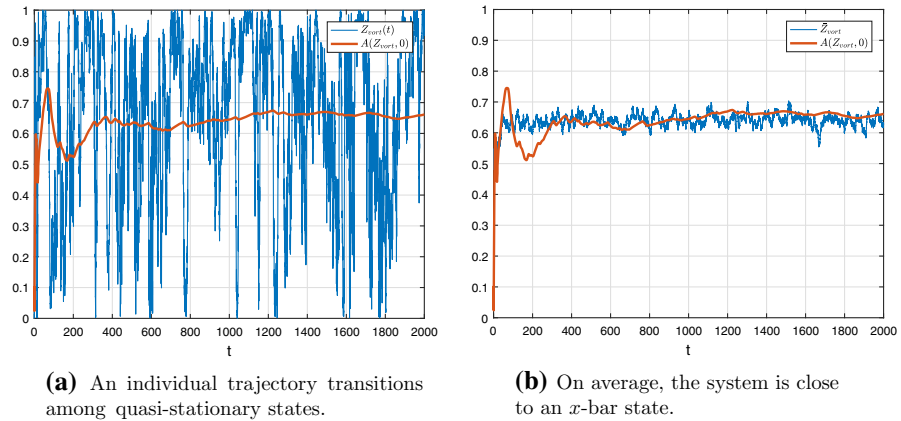 Z_vort(t)
A(Z_vort, 0)
1
0.9
0.8
0.7
0.6
0.5
0.4
0.3
0.2
0.1
0
0 200 400 600 800 1000 1200 1400 1600 1800 2000
t
(a) An individual trajectory transitions
among quasi-stationary states.
Z̄_vort
A(Z_vort, 0)
1
0.9
0.8
0.7
0.6
0.5
0.4
0.3
0.2
0.1
0
0 200 400 600 800 1000 1200 1400 1600 1800 2000
t
(b) On average, the system is close
to an x-bar state.